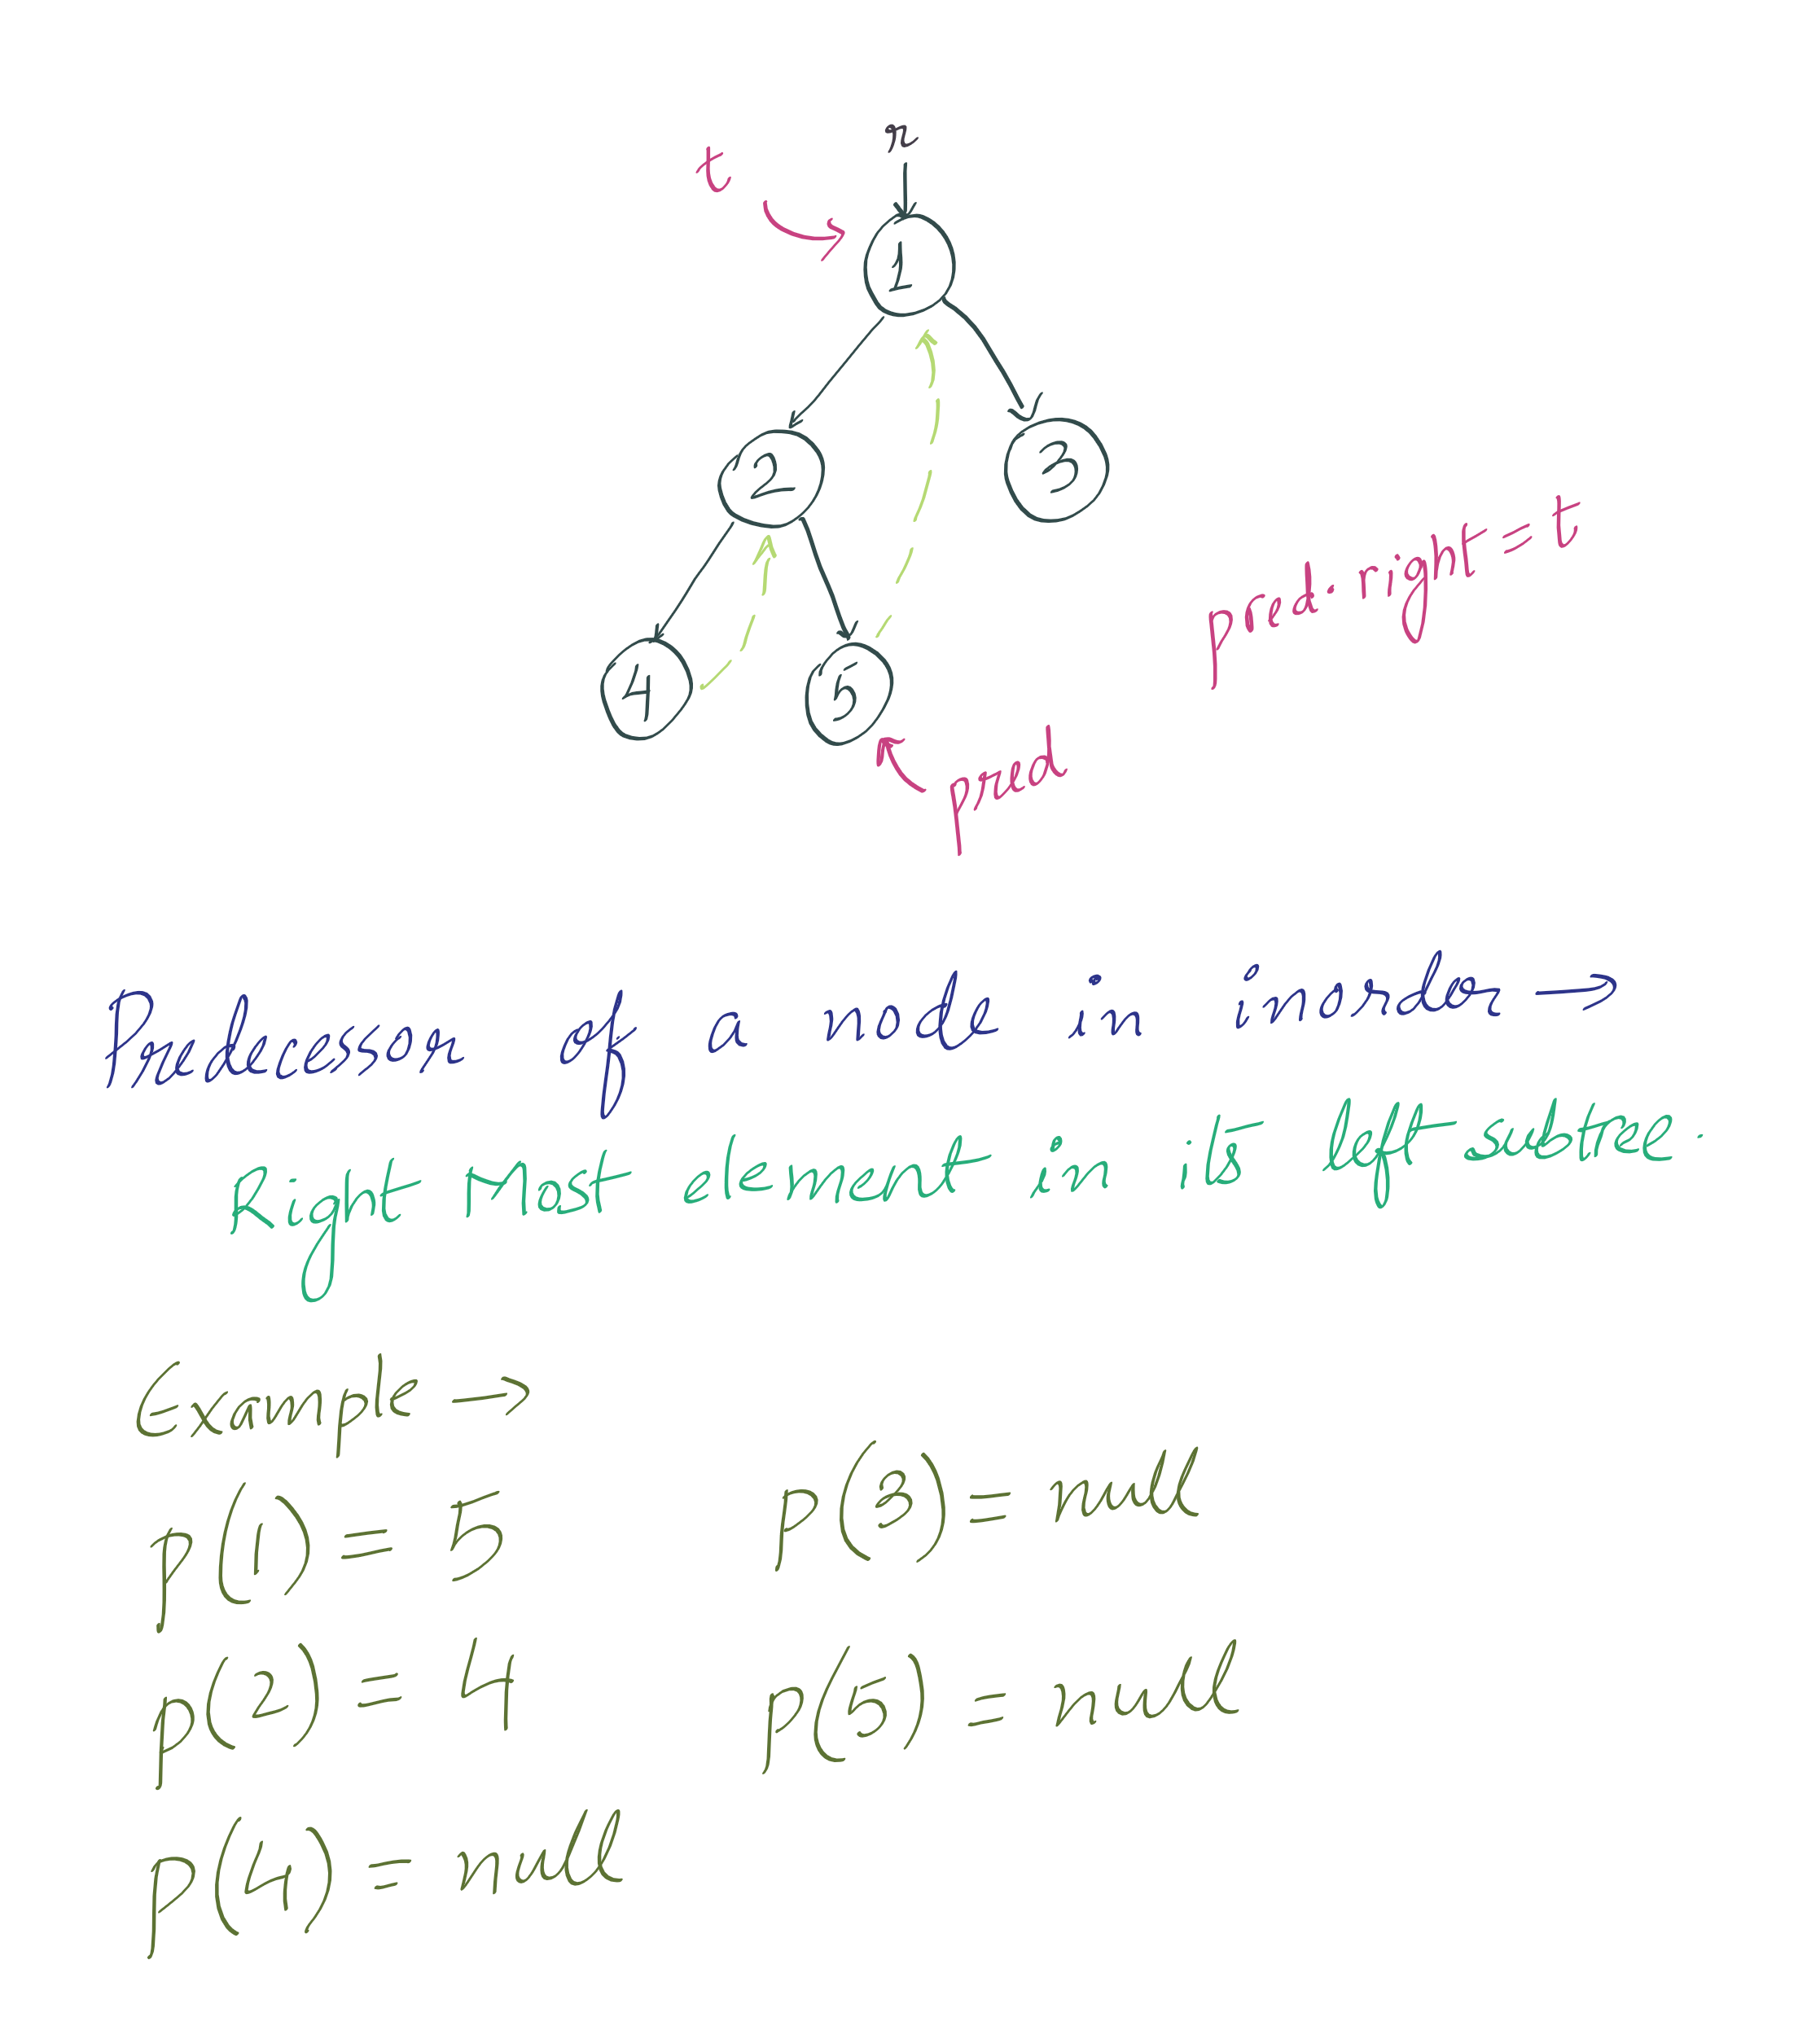 r
t
1
2
3
pred.right=t
4
5
pred
Predecessor of a node in inorder →
Right Most element in its left subtree.
Example →
p(1) = 5
p(3) = null
p(2) = 4
p(5) = null
p(4) = null